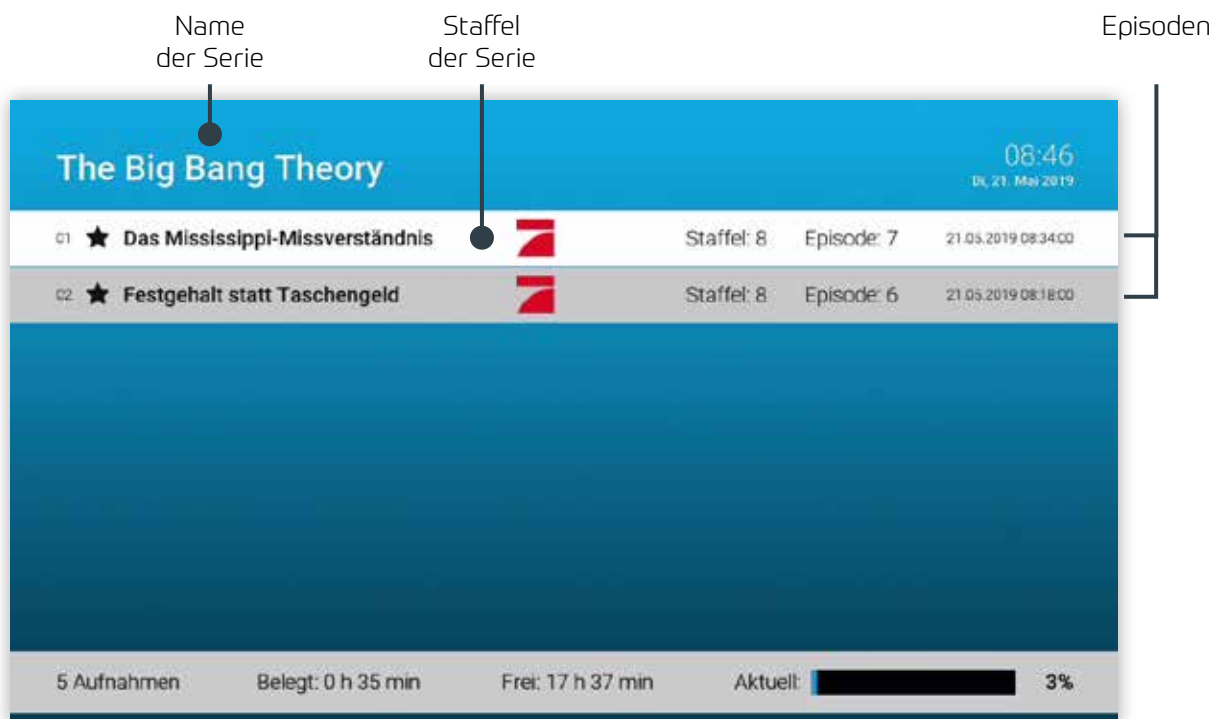 Name
der Serie
Staffel
der Serie
Episoden
The Big Bang Theory
08:46
Di, 21. Mai 2019
01 ★ Das Mississippi-Missverständnis Staffel: 8 Episode: 7 21.05.2019 08:34:00
02 ★ Festgehalt statt Taschengeld Staffel: 8 Episode: 6 21.05.2019 08:18:00
5 Aufnahmen Belegt: 0 h 35 min Frei: 17 h 37 min Aktuell: 3%